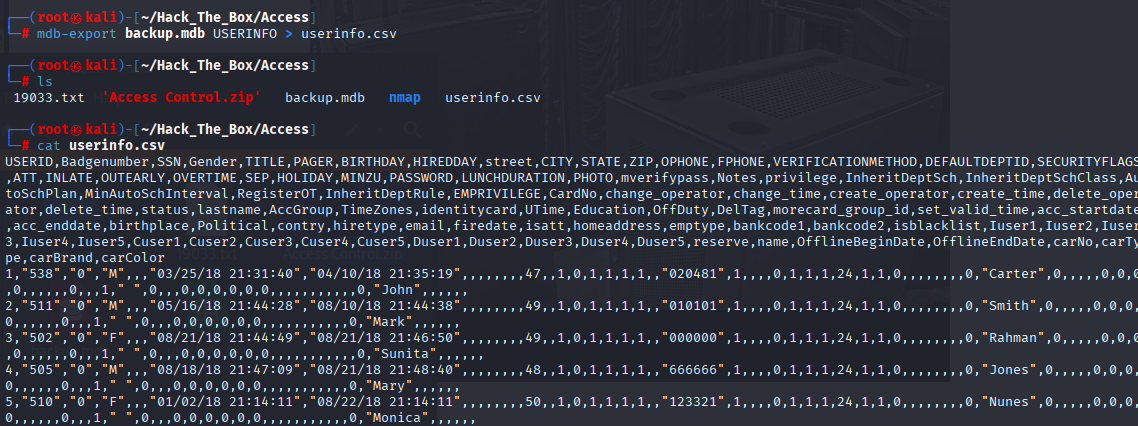 ┌──(root㉿kali)-[~/Hack_The_Box/Access]
└─# mdb-export backup.mdb USERINFO > userinfo.csv
┌──(root㉿kali)-[~/Hack_The_Box/Access]
└─# ls
19033.txt 'Access Control.zip' backup.mdb nmap userinfo.csv
┌──(root㉿kali)-[~/Hack_The_Box/Access]
└─# cat userinfo.csv
USERID,Badgenumber,SSN,Gender,TITLE,PAGER,BIRTHDAY,HIREDDAY,street,CITY,STATE,ZIP,OPHONE,FPHONE,VERIFICATIONMETHOD,DEFAULTDEPTID,SECURITYFLAGS
,ATT,INLATE,OUTEARLY,OVERTIME,SEP,HOLIDAY,MINZU,PASSWORD,LUNCHDURATION,PHOTO,mverifypass,Notes,privilege,InheritDeptSch,InheritDeptSchClass,Au
toSchPlan,MinAutoSchInterval,RegisterOT,InheritDeptRule,EMPRIVILEGE,CardNo,change_operator,change_time,create_operator,create_time,delete_oper
ator,delete_time,status,lastname,AccGroup,TimeZones,identitycard,UTime,Education,OffDuty,DelTag,morecard_group_id,set_valid_time,acc_startdate
,acc_enddate,birthplace,Political,contry,hiretype,email,firedate,isatt,homeaddress,emptype,bankcode1,bankcode2,isblacklist,Iuser1,Iuser2,Iuser
3,Iuser4,Iuser5,Cuser1,Cuser2,Cuser3,Cuser4,Cuser5,Duser1,Duser2,Duser3,Duser4,Duser5,reserve,name,OfflineBeginDate,OfflineEndDate,carNo,carTy
pe,carBrand,carColor
1,"538","0","M",,,"03/25/18 21:31:40","04/10/18 21:35:19",,,,,,,,47,,1,0,1,1,1,1,,"020481",1,,,,0,1,1,1,24,1,1,0,,,,,,,,0,"Carter",0,,,,,0,0,0
,0,,,,,,0,,,1," ",0,,,0,0,0,0,0,0,,,,,,,,,,,0,"John",,,,,,
2,"511","0","M",,,"05/16/18 21:44:28","08/10/18 21:44:38",,,,,,,,49,,1,0,1,1,1,1,,"010101",1,,,,0,1,1,1,24,1,1,0,,,,,,,,0,"Smith",0,,,,,0,0,0,
0,,,,,,0,,,1," ",0,,,0,0,0,0,0,0,,,,,,,,,,,0,"Mark",,,,,,
3,"502","0","F",,,"08/21/18 21:44:49","08/21/18 21:46:50",,,,,,,,49,,1,0,1,1,1,1,,"000000",1,,,,0,1,1,1,24,1,1,0,,,,,,,,0,"Rahman",0,,,,,0,0,0
,0,,,,,,0,,,1," ",0,,,0,0,0,0,0,0,,,,,,,,,,,0,"Sunita",,,,,,
4,"505","0","M",,,"08/18/18 21:47:09","08/21/18 21:48:40",,,,,,,,48,,1,0,1,1,1,1,,"666666",1,,,,0,1,1,1,24,1,1,0,,,,,,,,0,"Jones",0,,,,,0,0,0,
0,,,,,,0,,,1," ",0,,,0,0,0,0,0,0,,,,,,,,,,,0,"Mary",,,,,,
5,"510","0","F",,,"01/02/18 21:14:11","08/22/18 21:14:11",,,,,,,,50,,1,0,1,1,1,1,,"123321",1,,,,0,1,1,1,24,1,1,0,,,,,,,,0,"Nunes",0,,,,,0,0,0,
0,,,,,,0,,,1," ",0,,,0,0,0,0,0,0,,,,,,,,,,,0,"Monica",,,,,,